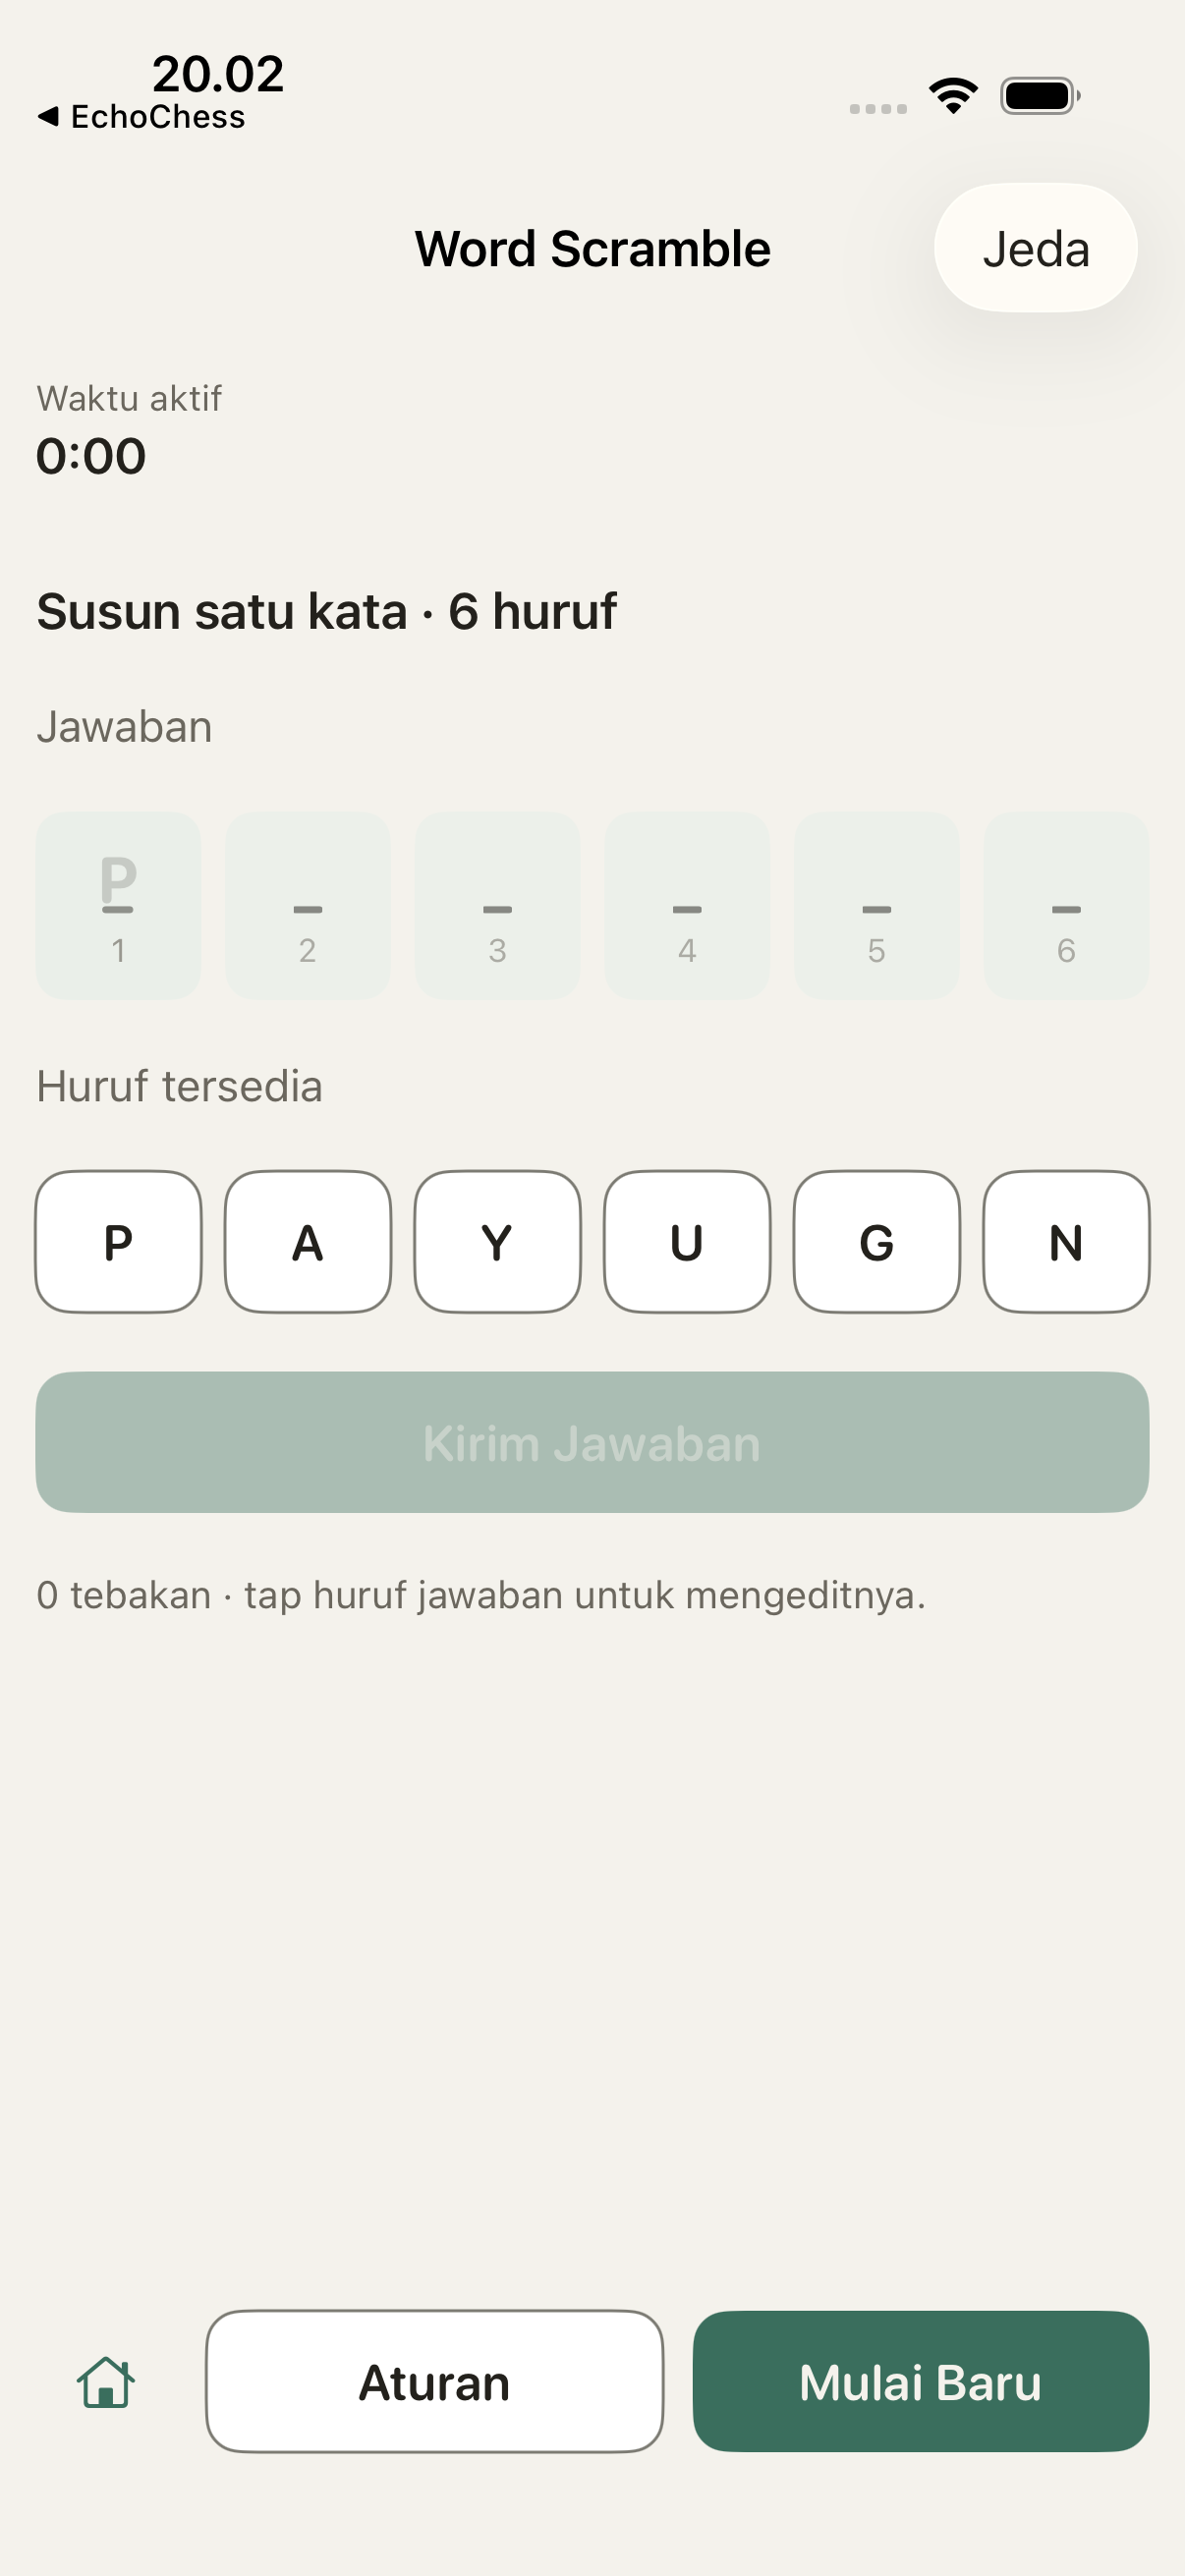 20.02
◀ EchoChess
Word Scramble
Jeda
Waktu aktif
0:00
Susun satu kata · 6 huruf
Jawaban
P _ _ _ _ _
1 2 3 4 5 6
Huruf tersedia
P A Y U G N
Kirim Jawaban
0 tebakan · tap huruf jawaban untuk mengeditnya.
Aturan
Mulai Baru